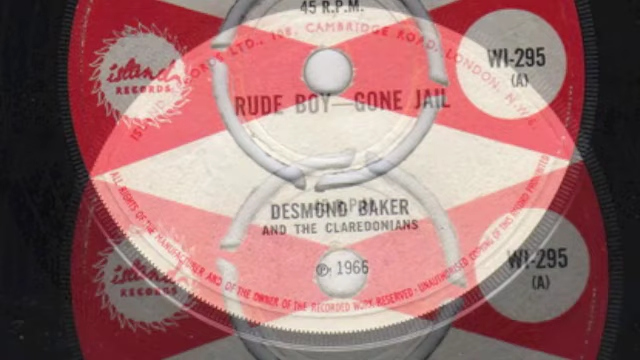 45 R.P.M.
ISLAND RECORDS LTD., 108, CAMBRIDGE ROAD, LONDON, N.W.6.
island
RECORDS
WI-295
(A)
RUDE BOY—GONE JAIL
DESMOND BAKER
AND THE CLAREDONIANS
℗ 1966
ALL RIGHTS OF THE MANUFACTURER AND OF THE OWNER OF THE RECORDED WORK RESERVED · UNAUTHORISED COPYING OF THIS RECORD PROHIBITED
island
RECORDS
WI-295
(A)